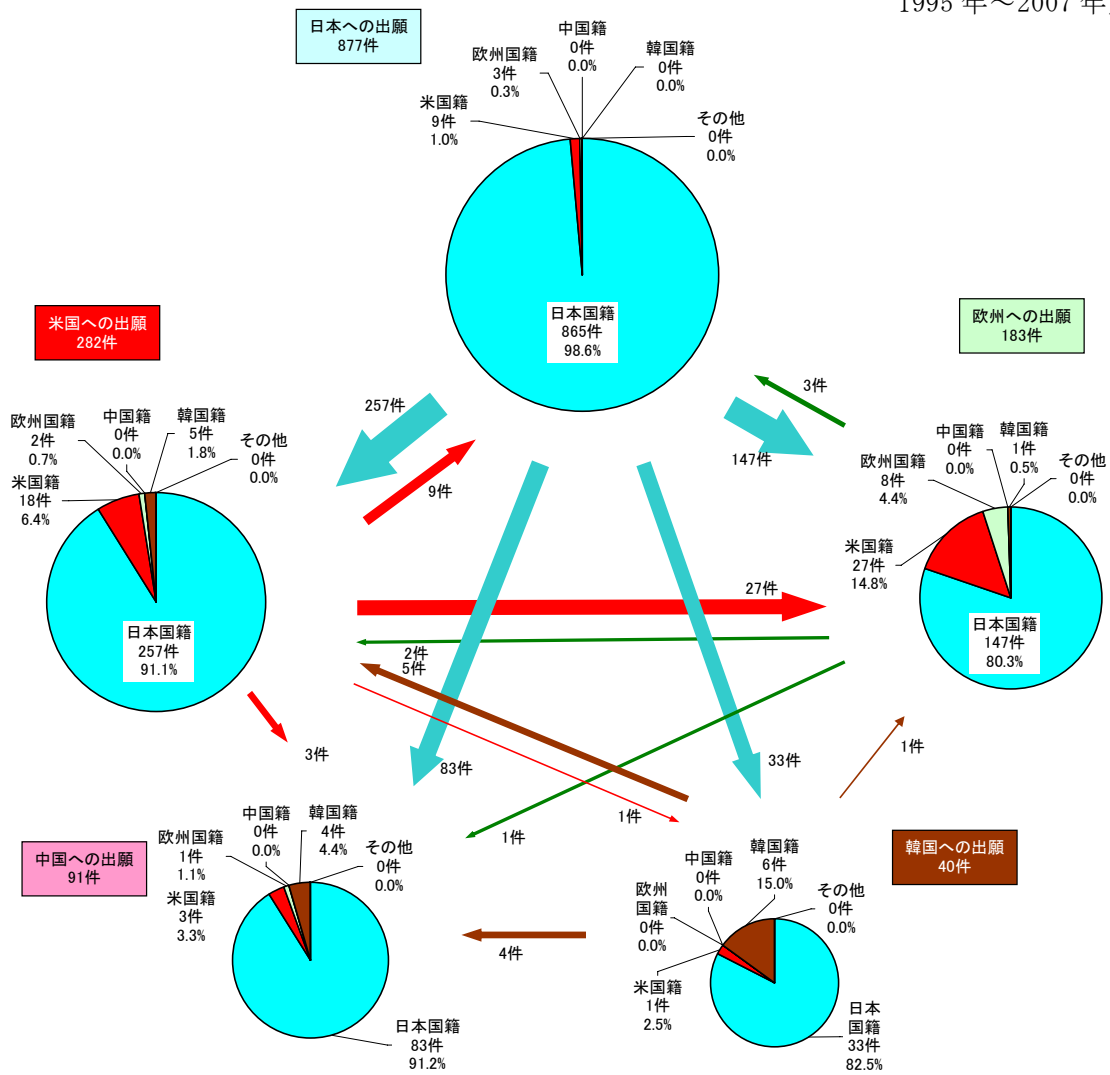 1995 年～2007 年
日本への出願
877件
中国籍
0件
0.0%
欧州国籍
3件
0.3%
韓国籍
0件
0.0%
米国籍
9件
1.0%
その他
0件
0.0%
日本国籍
865件
98.6%
米国への出願
282件
欧州への出願
183件
257件
9件
147件
3件
欧州国籍
2件
0.7%
中国籍
0件
0.0%
韓国籍
5件
1.8%
その他
0件
0.0%
米国籍
18件
6.4%
日本国籍
257件
91.1%
中国籍
0件
0.0%
韓国籍
1件
0.5%
その他
0件
0.0%
欧州国籍
8件
4.4%
米国籍
27件
14.8%
日本国籍
147件
80.3%
27件
2件
5件
3件
83件
33件
1件
1件
1件
4件
中国への出願
91件
欧州国籍
1件
1.1%
中国籍
0件
0.0%
韓国籍
4件
4.4%
その他
0件
0.0%
米国籍
3件
3.3%
日本国籍
83件
91.2%
韓国への出願
40件
中国籍
0件
0.0%
韓国籍
6件
15.0%
その他
0件
0.0%
欧州
国籍
0件
0.0%
米国籍
1件
2.5%
日本
国籍
33件
82.5%